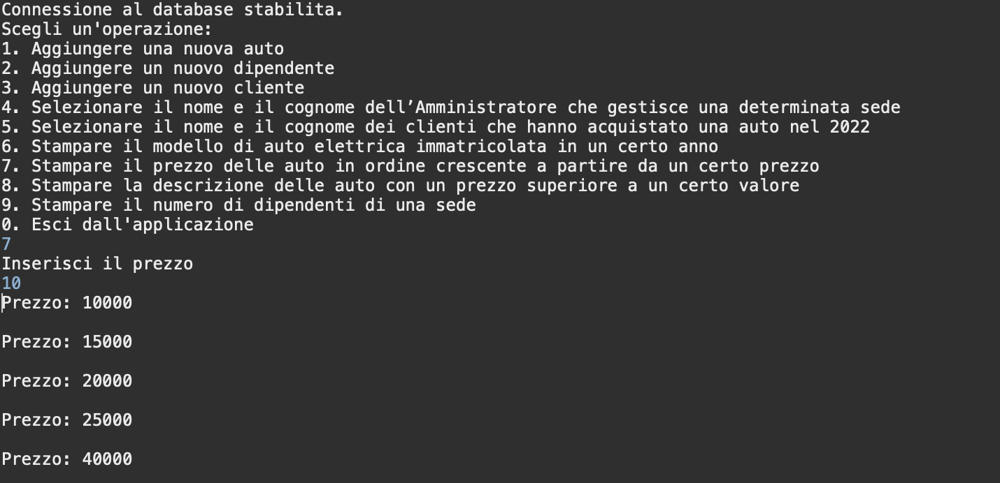 Connessione al database stabilita.
Scegli un'operazione:
1. Aggiungere una nuova auto
2. Aggiungere un nuovo dipendente
3. Aggiungere un nuovo cliente
4. Selezionare il nome e il cognome dell’Amministratore che gestisce una determinata sede
5. Selezionare il nome e il cognome dei clienti che hanno acquistato una auto nel 2022
6. Stampare il modello di auto elettrica immatricolata in un certo anno
7. Stampare il prezzo delle auto in ordine crescente a partire da un certo prezzo
8. Stampare la descrizione delle auto con un prezzo superiore a un certo valore
9. Stampare il numero di dipendenti di una sede
0. Esci dall'applicazione
7
Inserisci il prezzo
10
Prezzo: 10000
Prezzo: 15000
Prezzo: 20000
Prezzo: 25000
Prezzo: 40000